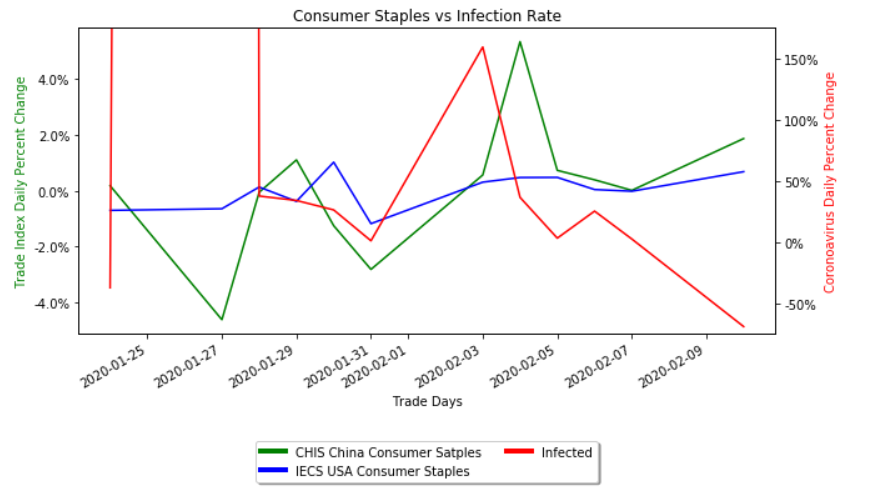 Consumer Staples vs Infection Rate
Trade Index Daily Percent Change
4.0%
2.0%
0.0%
-2.0%
-4.0%
150%
100%
50%
0%
-50%
Coronoavirus Daily Percent Change
2020-01-25
2020-01-27
2020-01-29
2020-01-31
2020-02-01
2020-02-03
2020-02-05
2020-02-07
2020-02-09
Trade Days
CHIS China Consumer Satples
IECS USA Consumer Staples
Infected